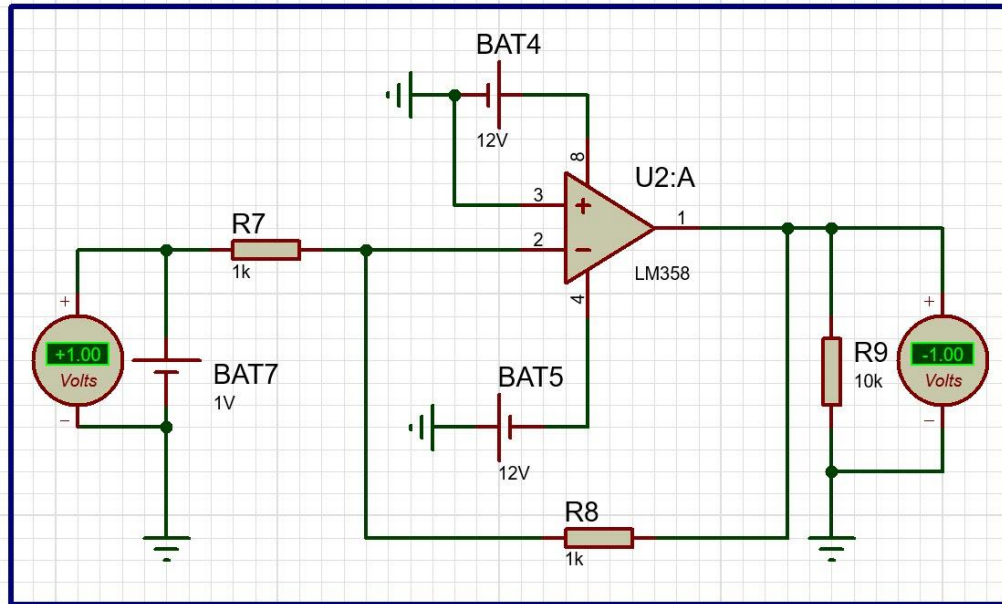 BAT4
12V
8
U2:A
3
+
1
R7
2
−
1k
LM358
4
+
+
+1.00
Volts
BAT7
1V
BAT5
R9
10k
-1.00
Volts
−
−
12V
R8
1k